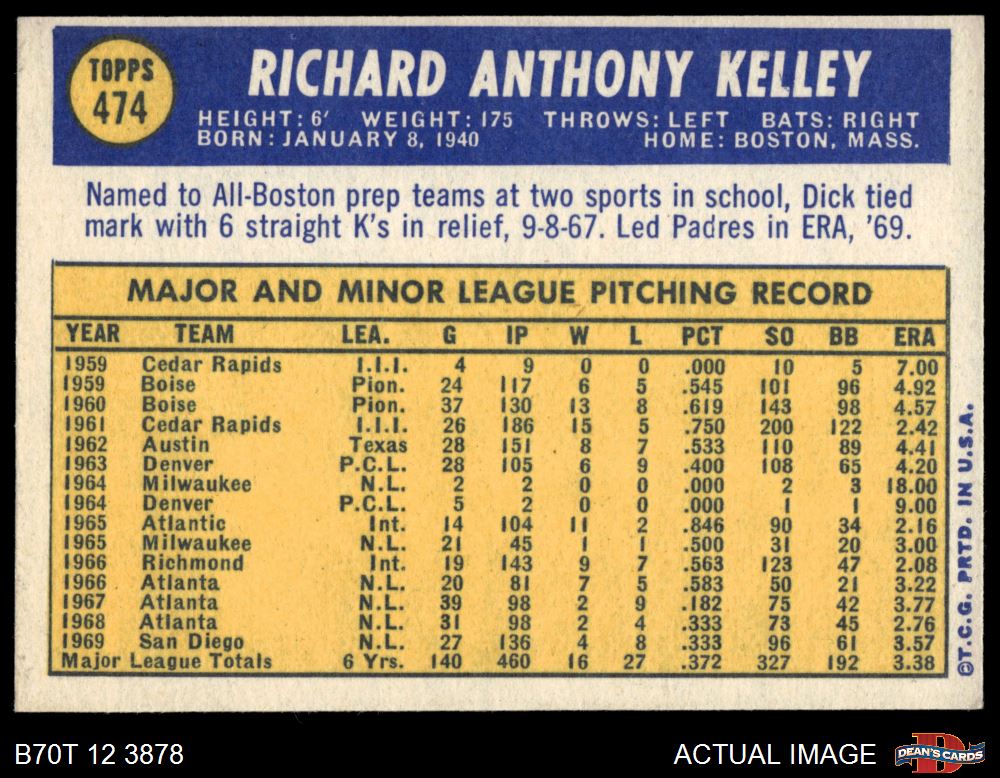 TOPPS
474
RICHARD ANTHONY KELLEY
HEIGHT: 6' WEIGHT: 175 THROWS: LEFT BATS: RIGHT
BORN: JANUARY 8, 1940 HOME: BOSTON, MASS.
Named to All-Boston prep teams at two sports in school, Dick tied
mark with 6 straight K's in relief, 9-8-67. Led Padres in ERA, '69.
MAJOR AND MINOR LEAGUE PITCHING RECORD
YEAR TEAM LEA. G IP W L PCT SO BB ERA
1959 Cedar Rapids I.I.I. 4 9 0 0 .000 10 5 7.00
1959 Boise Pion. 24 117 6 5 .545 101 96 4.92
1960 Boise Pion. 37 130 13 8 .619 143 98 4.57
1961 Cedar Rapids I.I.I. 26 186 15 5 .750 200 122 2.42
1962 Austin Texas 28 151 8 7 .533 110 89 4.41
1963 Denver P.C.L. 28 105 6 9 .400 108 65 4.20
1964 Milwaukee N.L. 2 2 0 0 .000 2 3 18.00
1964 Denver P.C.L. 5 2 0 0 .000 1 1 9.00
1965 Atlantic Int. 14 104 11 2 .846 90 34 2.16
1965 Milwaukee N.L. 21 45 1 1 .500 31 20 3.00
1966 Richmond Int. 19 143 9 7 .563 123 47 2.08
1966 Atlanta N.L. 20 81 7 5 .583 50 21 3.22
1967 Atlanta N.L. 39 98 2 9 .182 75 42 3.77
1968 Atlanta N.L. 31 98 2 4 .333 73 45 2.76
1969 San Diego N.L. 27 136 4 8 .333 96 61 3.57
Major League Totals 6 Yrs. 140 460 16 27 .372 327 192 3.38
©T.C.G. PRTD. IN U.S.A.
B70T 12 3878
ACTUAL IMAGE
DEAN'S CARDS